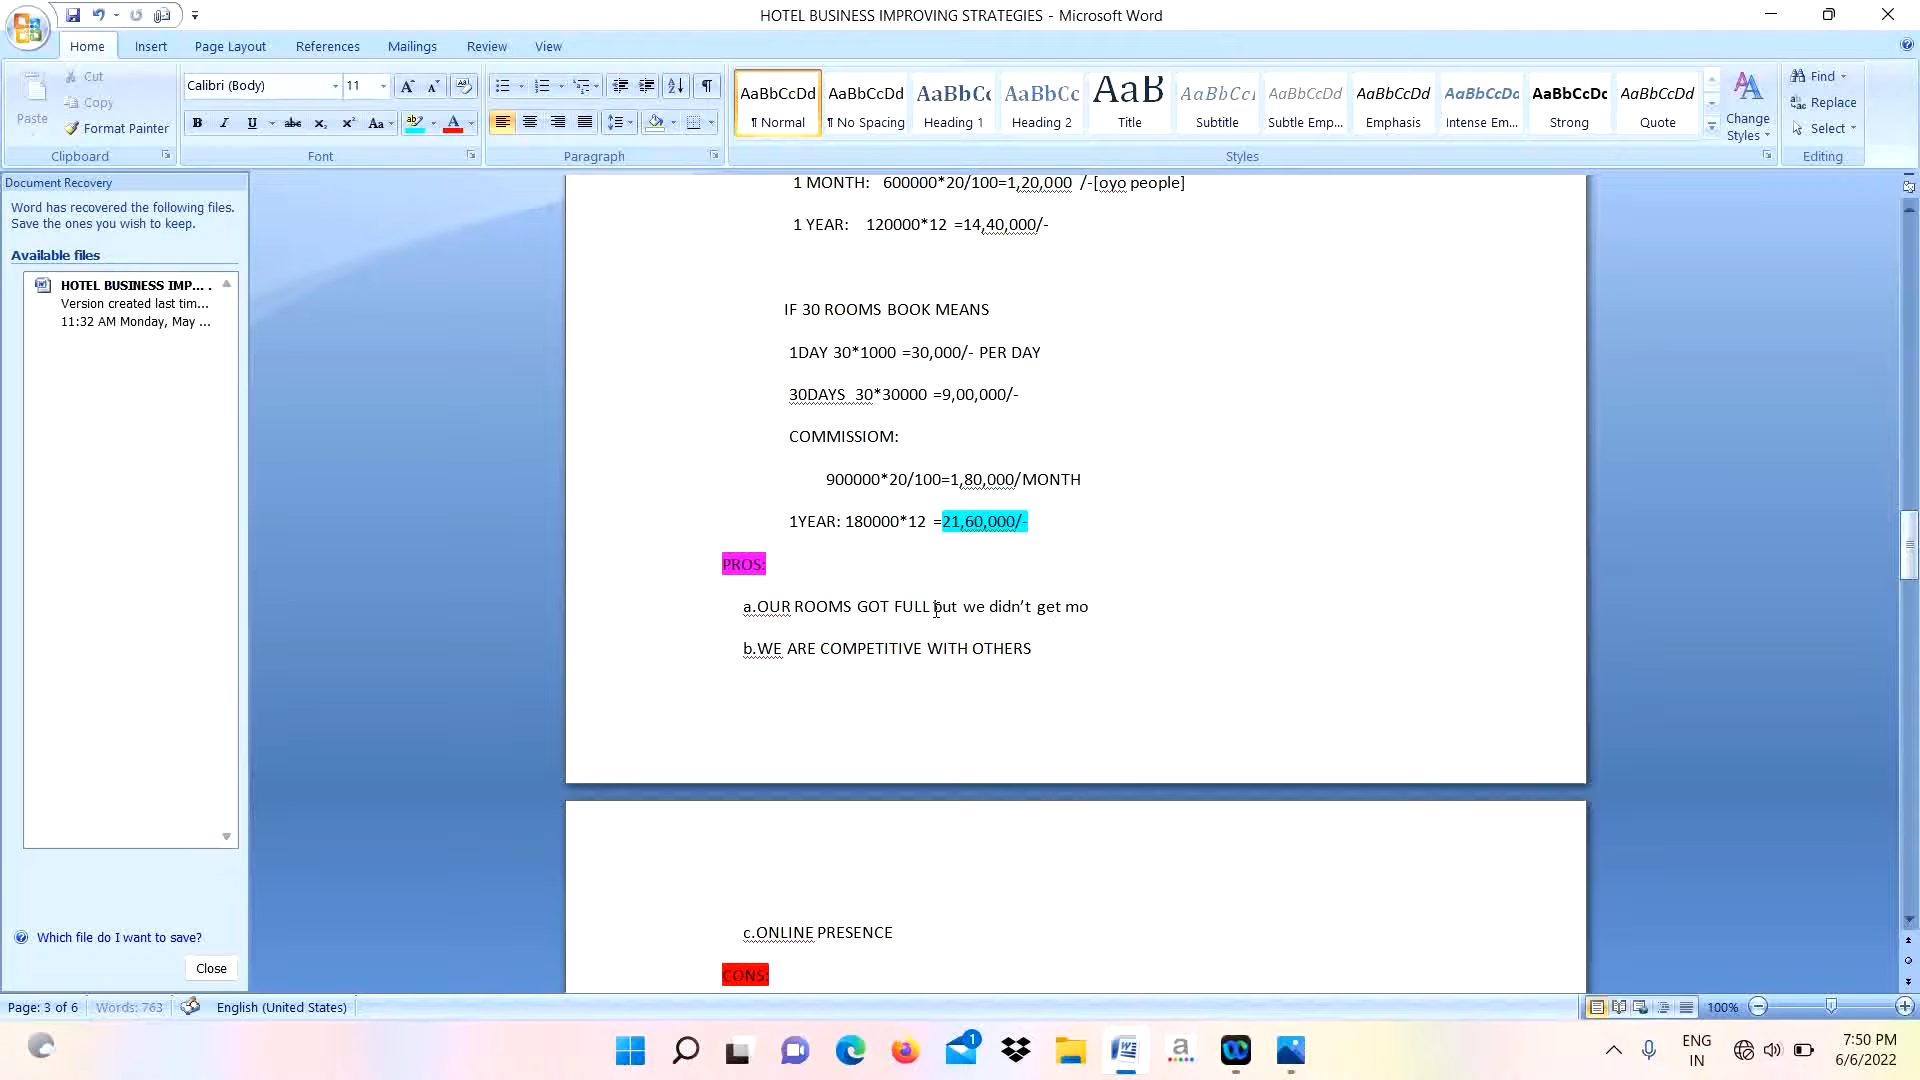 HOTEL BUSINESS IMPROVING STRATEGIES - Microsoft Word
Home Insert Page Layout References Mailings Review View
Paste
Cut
Copy
Format Painter
Clipboard
Calibri (Body) 11
Font
Paragraph
AaBbCcDd AaBbCcDd AaBbCc AaBbCc AaB AaBbCcl AaBbCcDd AaBbCcDd AaBbCcDd AaBbCcDc AaBbCcDd
¶ Normal ¶ No Spacing Heading 1 Heading 2 Title Subtitle Subtle Emp... Emphasis Intense Em... Strong Quote
Change Styles
Styles
Find
Replace
Select
Editing
Document Recovery
Word has recovered the following files.
Save the ones you wish to keep.
Available files
HOTEL BUSINESS IMP... .
Version created last tim...
11:32 AM Monday, May ...
Which file do I want to save?
Close
1 MONTH: 600000*20/100=1,20,000 /-[oyo people]
1 YEAR: 120000*12 =14,40,000/-
IF 30 ROOMS BOOK MEANS
1DAY 30*1000 =30,000/- PER DAY
30DAYS 30*30000 =9,00,000/-
COMMISSIOM:
900000*20/100=1,80,000/MONTH
1YEAR: 180000*12 =21,60,000/-
PROS:
a.OUR ROOMS GOT FULL but we didn't get mo
b.WE ARE COMPETITIVE WITH OTHERS
c.ONLINE PRESENCE
CONS:
Page: 3 of 6 Words: 763 English (United States) 100%
1
ENG
IN
7:50 PM
6/6/2022